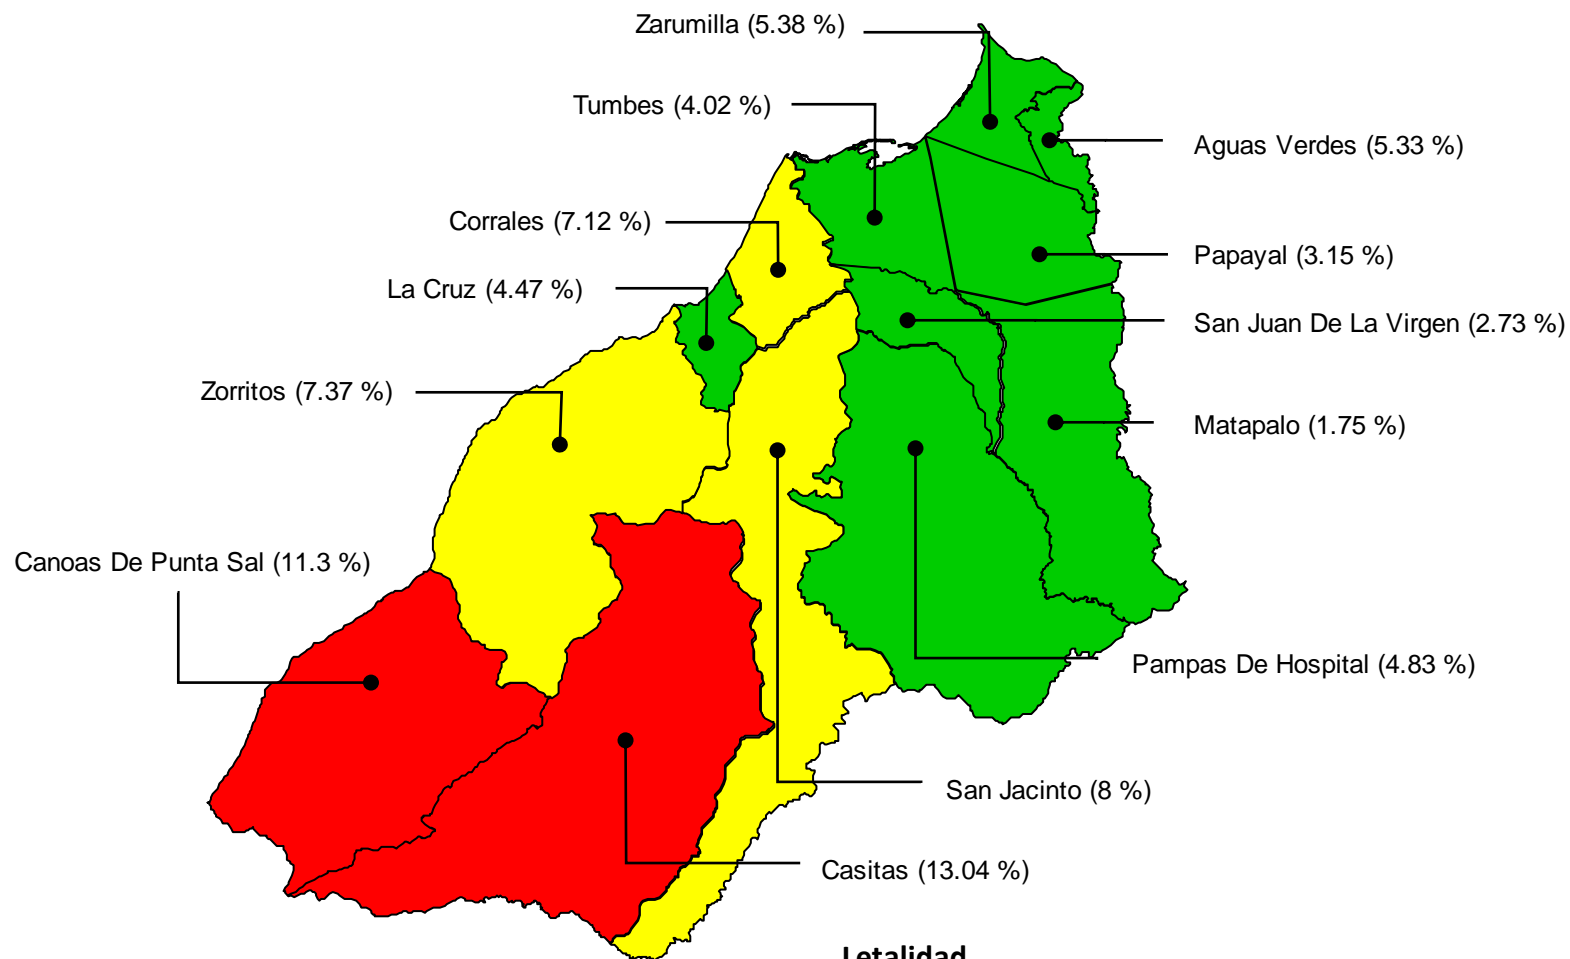 Zarumilla (5.38 %)
Tumbes (4.02 %)
Aguas Verdes (5.33 %)
Corrales (7.12 %)
Papayal (3.15 %)
La Cruz (4.47 %)
San Juan De La Virgen (2.73 %)
Zorritos (7.37 %)
Matapalo (1.75 %)
Canoas De Punta Sal (11.3 %)
Pampas De Hospital (4.83 %)
San Jacinto (8 %)
Casitas (13.04 %)
Letalidad